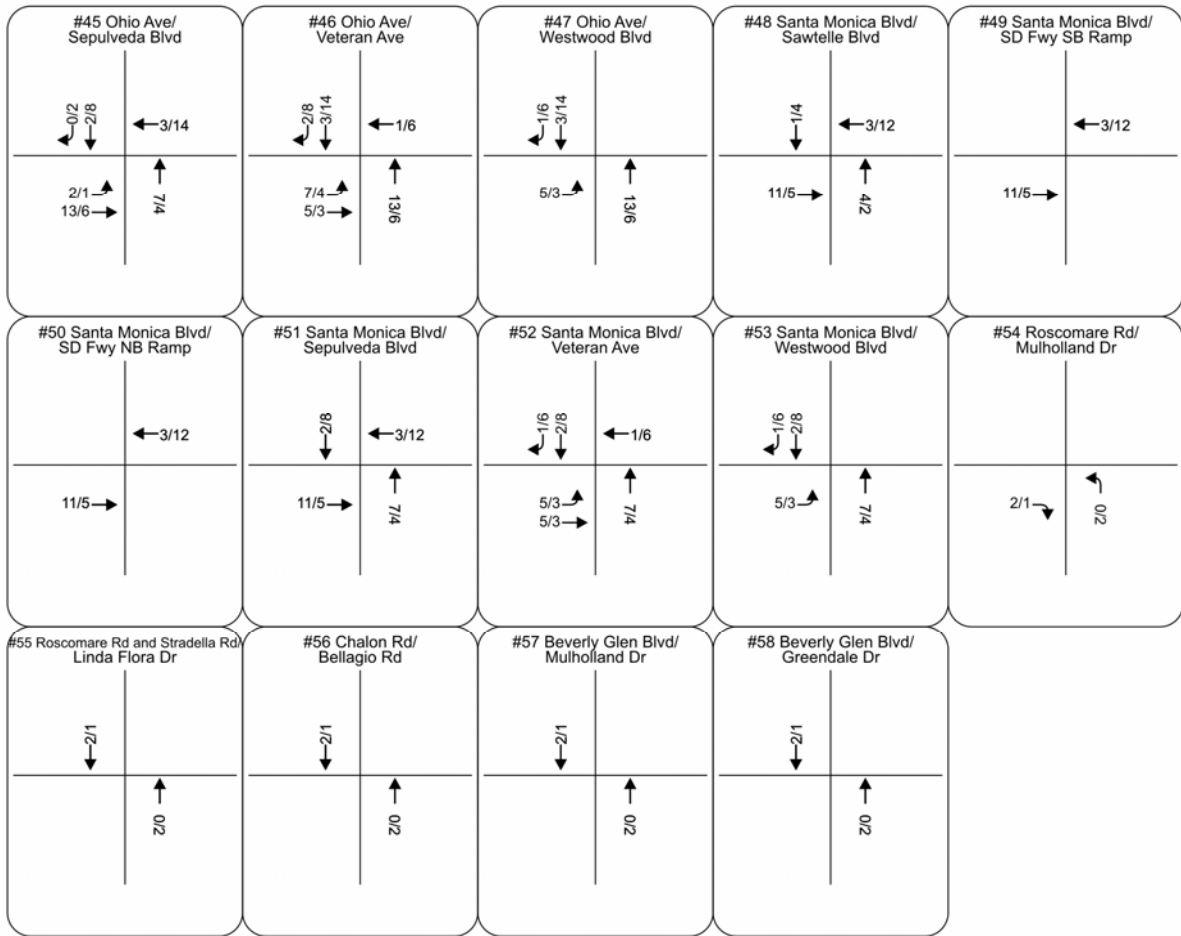 #45 Ohio Ave/
Sepulveda Blvd
0/2
2/8
3/14
2/1
13/6
7/4
#46 Ohio Ave/
Veteran Ave
2/8
3/14
1/6
7/4
5/3
13/6
#47 Ohio Ave/
Westwood Blvd
1/6
3/14
5/3
13/6
#48 Santa Monica Blvd/
Sawtelle Blvd
1/4
3/12
11/5
4/2
#49 Santa Monica Blvd/
SD Fwy SB Ramp
3/12
11/5
#50 Santa Monica Blvd/
SD Fwy NB Ramp
3/12
11/5
#51 Santa Monica Blvd/
Sepulveda Blvd
2/8
3/12
11/5
7/4
#52 Santa Monica Blvd/
Veteran Ave
1/6
2/8
1/6
5/3
5/3
7/4
#53 Santa Monica Blvd/
Westwood Blvd
1/6
2/8
5/3
7/4
#54 Roscomare Rd/
Mulholland Dr
2/1
0/2
#55 Roscomare Rd and Stradella Rd/
Linda Flora Dr
2/1
0/2
#56 Chalon Rd/
Bellagio Rd
2/1
0/2
#57 Beverly Glen Blvd/
Mulholland Dr
2/1
0/2
#58 Beverly Glen Blvd/
Greendale Dr
2/1
0/2